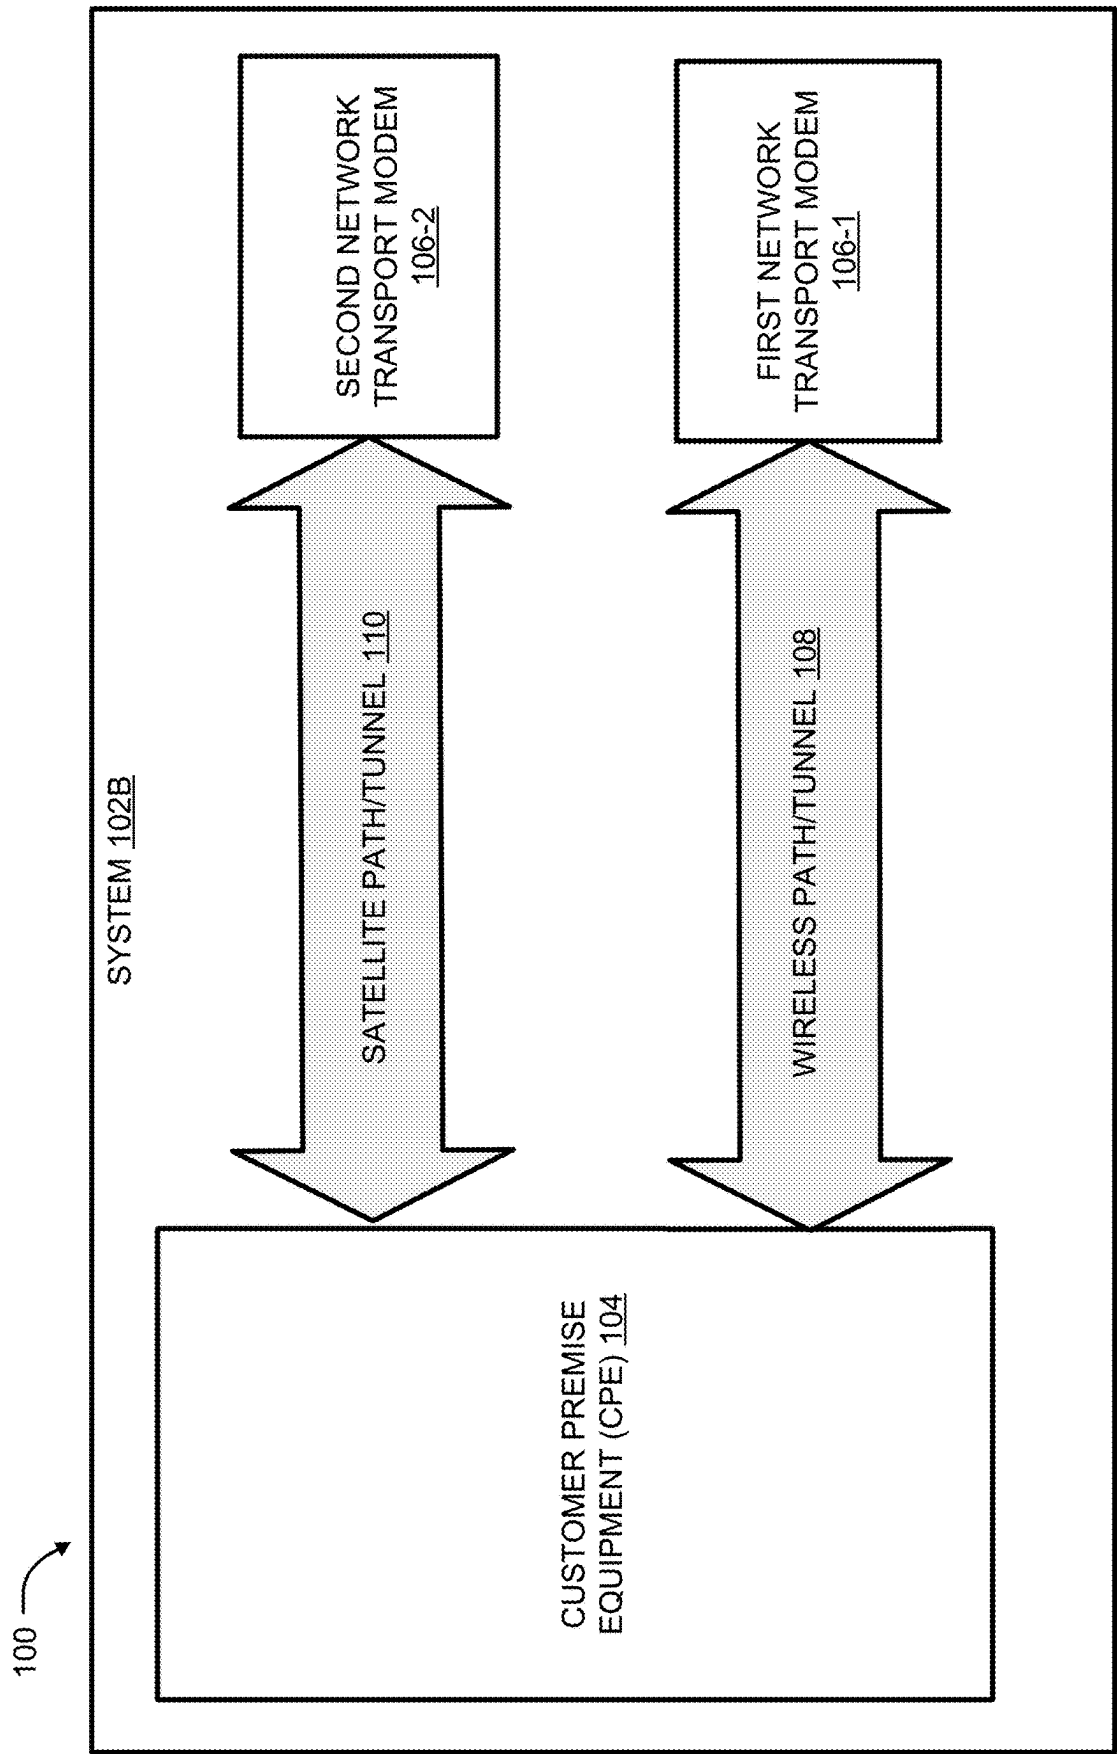 100
SYSTEM 102B
CUSTOMER PREMISE
EQUIPMENT (CPE) 104
SATELLITE PATH/TUNNEL 110
SECOND NETWORK
TRANSPORT MODEM
106-2
WIRELESS PATH/TUNNEL 108
FIRST NETWORK
TRANSPORT MODEM
106-1